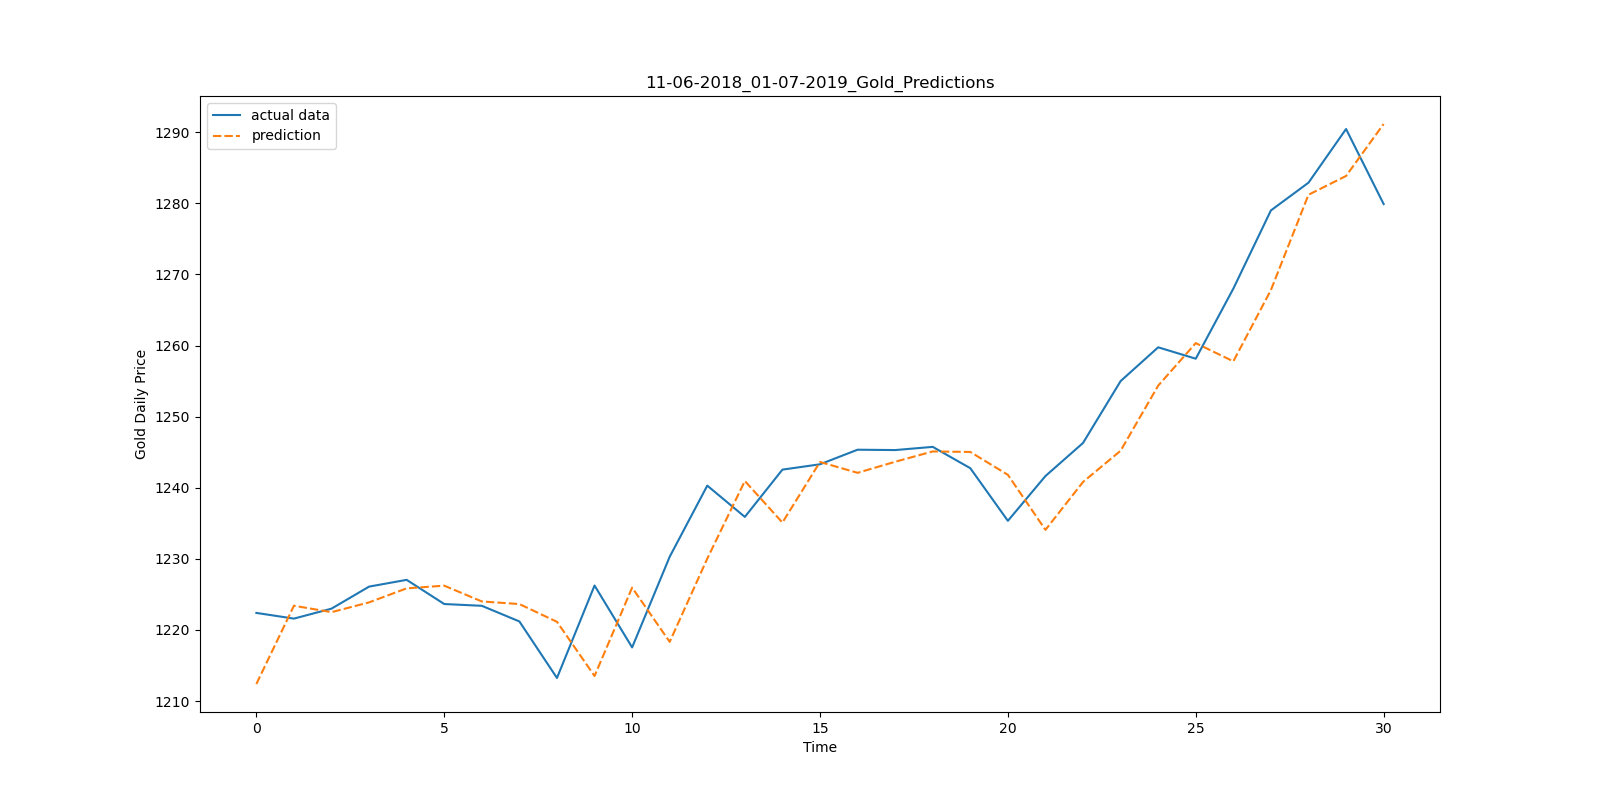 11-06-2018_01-07-2019_Gold_Predictions
actual data
prediction
1290
1280
1270
1260
1250
1240
1230
1220
1210
Gold Daily Price
0 5 10 15 20 25 30
Time